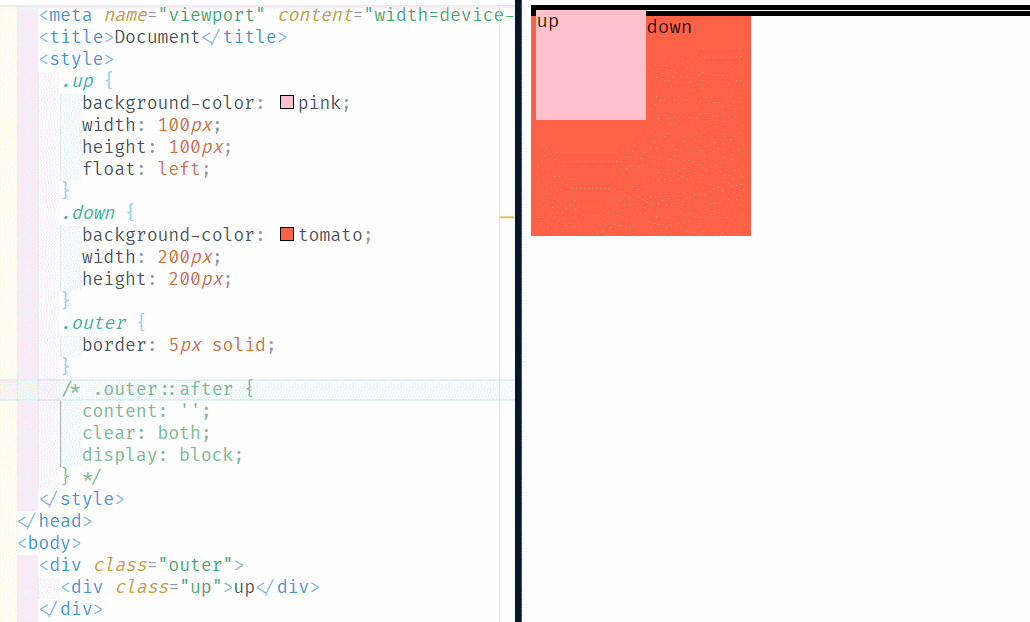 <meta name="viewport" content="width=device-
<title>Document</title>
<style>
.up {
background-color: pink;
width: 100px;
height: 100px;
float: left;
}
.down {
background-color: tomato;
width: 200px;
height: 200px;
}
.outer {
border: 5px solid;
}
/* .outer::after {
content: '';
clear: both;
display: block;
} */
</style>
</head>
<body>
<div class="outer">
<div class="up">up</div>
</div>
up
down